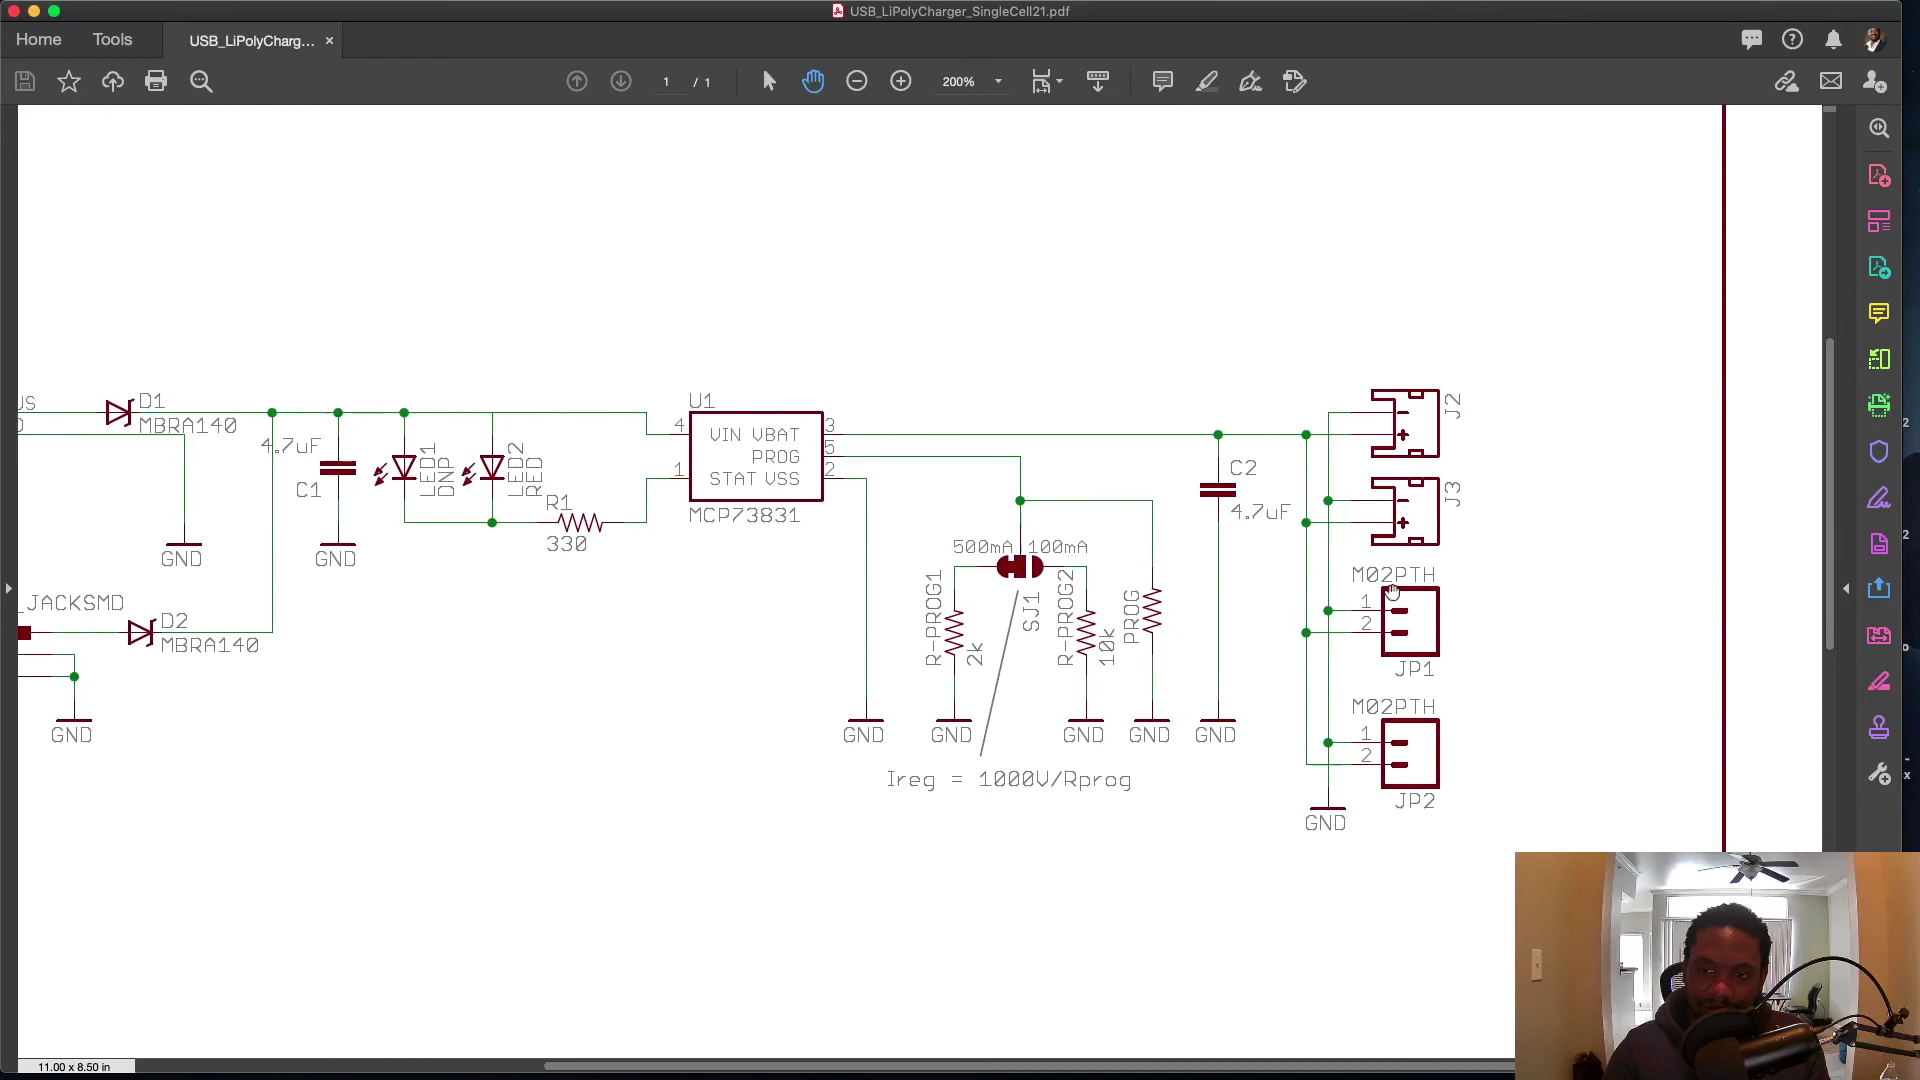 USB_LiPolyCharger_SingleCell21.pdf
Home
Tools
USB_LiPolyCharg... ×
1 / 1
200%
D1
MBRA140
4.7uF
C1
GND
GND
LED1
DNP
LED2
RED
R1
330
U1
4
1
VIN VBAT
PROG
STAT VSS
3
5
2
MCP73831
_JACKSMD
D2
MBRA140
GND
500mA 100mA
R-PROG1
2k
SJ1
R-PROG2
10k
PROG
C2
4.7uF
GND
GND
GND
GND
GND
Ireg = 1000V/Rprog
J2
- 
+
J3
-
+
M02PTH
1
2
JP1
M02PTH
1
2
JP2
GND
11.00 x 8.50 in